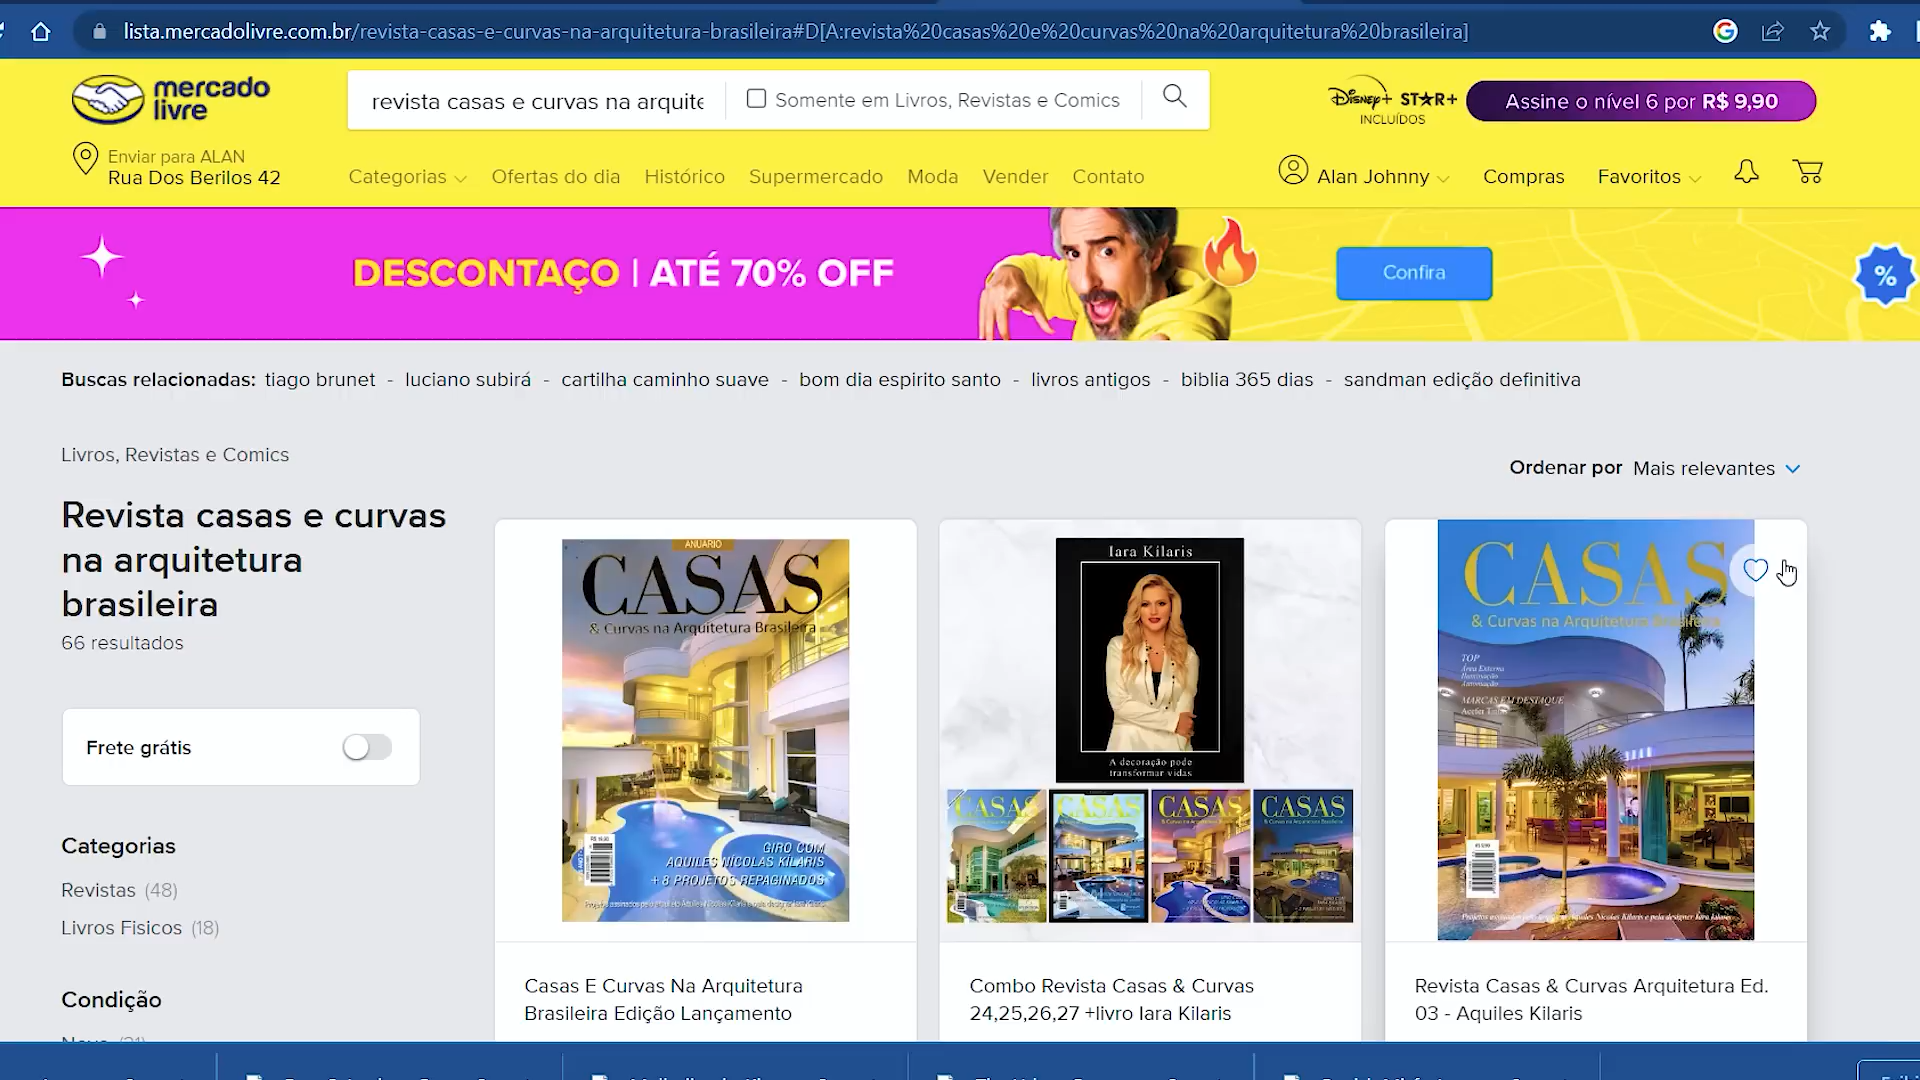 lista.mercadolivre.com.br/revista-casas-e-curvas-na-arquitetura-brasileira#D[A:revista%20casas%20e%20curvas%20na%20arquitetura%20brasileira]
mercado
livre
revista casas e curvas na arquite
Somente em Livros, Revistas e Comics
Disney+ STAR+
INCLUÍDOS
Assine o nível 6 por R$ 9,90
Enviar para ALAN
Rua Dos Berilos 42
Categorias
Ofertas do dia
Histórico
Supermercado
Moda
Vender
Contato
Alan Johnny
Compras
Favoritos
DESCONTAÇO | ATÉ 70% OFF
Confira
%
Buscas relacionadas: tiago brunet - luciano subirá - cartilha caminho suave - bom dia espirito santo - livros antigos - biblia 365 dias - sandman edição definitiva
Livros, Revistas e Comics
Ordenar por Mais relevantes
Revista casas e curvas
na arquitetura
brasileira
66 resultados
Frete grátis
Categorias
Revistas (48)
Livros Fisicos (18)
Condição
ANUÁRIO
CASAS
& Curvas na Arquitetura Brasileira
GIRO COM
AQUILES NÍCOLAS KÍLARIS
+ 8 PROJETOS REPAGINADOS
Casas E Curvas Na Arquitetura
Brasileira Edição Lançamento
Iara Kílaris
A decoração pode
transformar vidas
CASAS
CASAS
CASAS
CASAS
Combo Revista Casas & Curvas
24,25,26,27 +livro Iara Kilaris
CASAS
& Curvas na Arquitetura Brasileira
TOP
Área Externa
Iluminação
Automação
MARCAS EM DESTAQUE
Revista Casas & Curvas Arquitetura Ed.
03 - Aquiles Kilaris